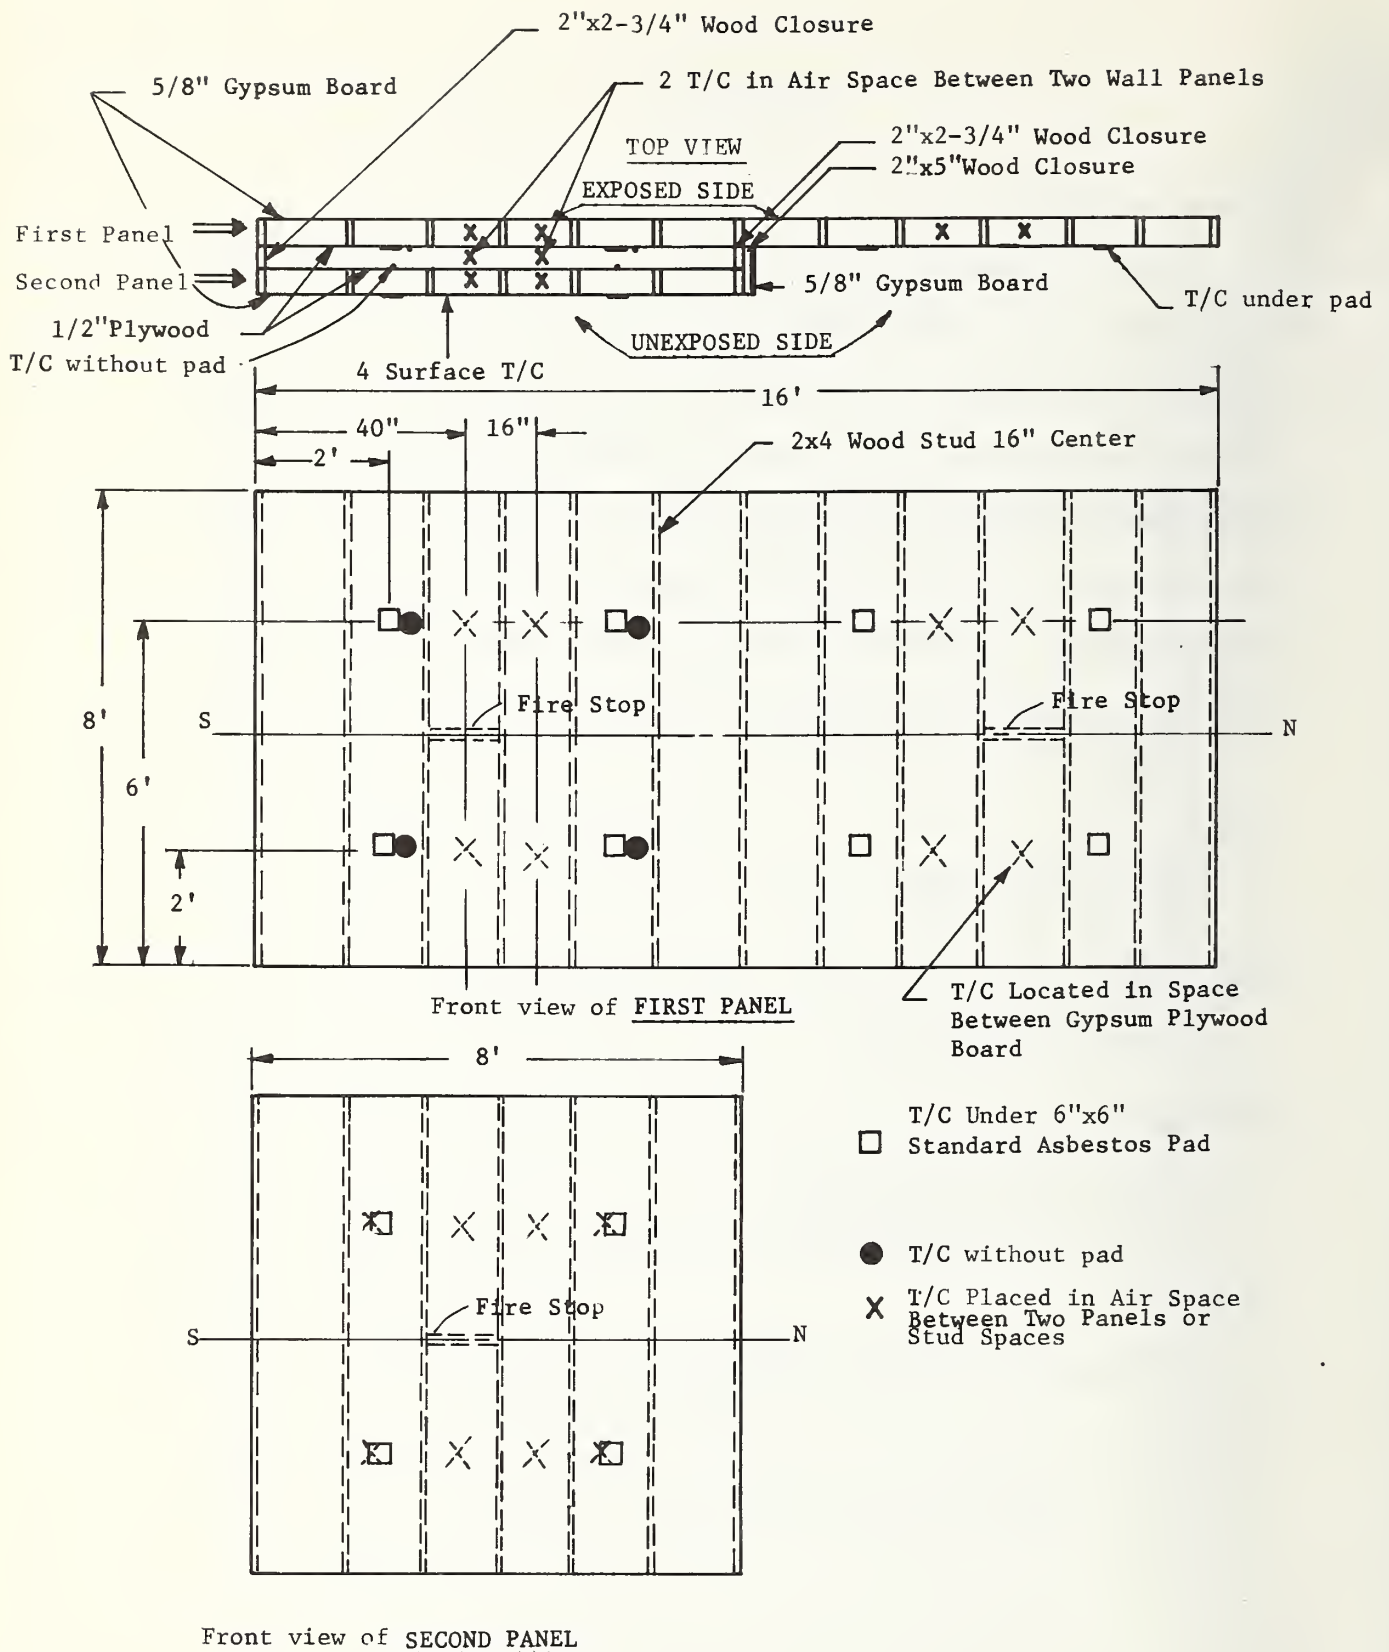 2"x2-3/4" Wood Closure
5/8" Gypsum Board
2 T/C in Air Space Between Two Wall Panels
TOP VIEW
2"x2-3/4" Wood Closure
2"x5"Wood Closure
EXPOSED SIDE
First Panel
Second Panel
5/8" Gypsum Board
T/C under pad
1/2"Plywood
UNEXPOSED SIDE
T/C without pad
4 Surface T/C
16'
40"
16"
2x4 Wood Stud 16" Center
2'
Fire Stop
Fire Stop
8'
S
N
6'
2'
Front view of FIRST PANEL
T/C Located in Space
Between Gypsum Plywood
Board
8'
T/C Under 6"x6"
Standard Asbestos Pad
T/C without pad
T/C Placed in Air Space
Between Two Panels or
Stud Spaces
Fire Stop
S
N
Front view of SECOND PANEL